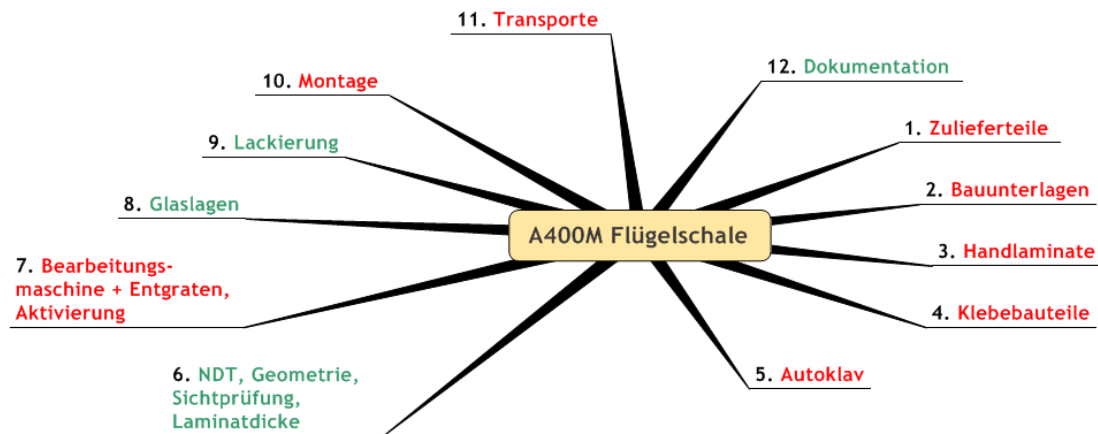 A400M Flügelschale
1. Zulieferteile
2. Bauunterlagen
3. Handlaminate
4. Klebebauteile
5. Autoklav
6. NDT, Geometrie,
Sichtprüfung,
Laminatdicke
7. Bearbeitungs-
maschine + Entgraten,
Aktivierung
8. Glaslagen
9. Lackierung
10. Montage
11. Transporte
12. Dokumentation